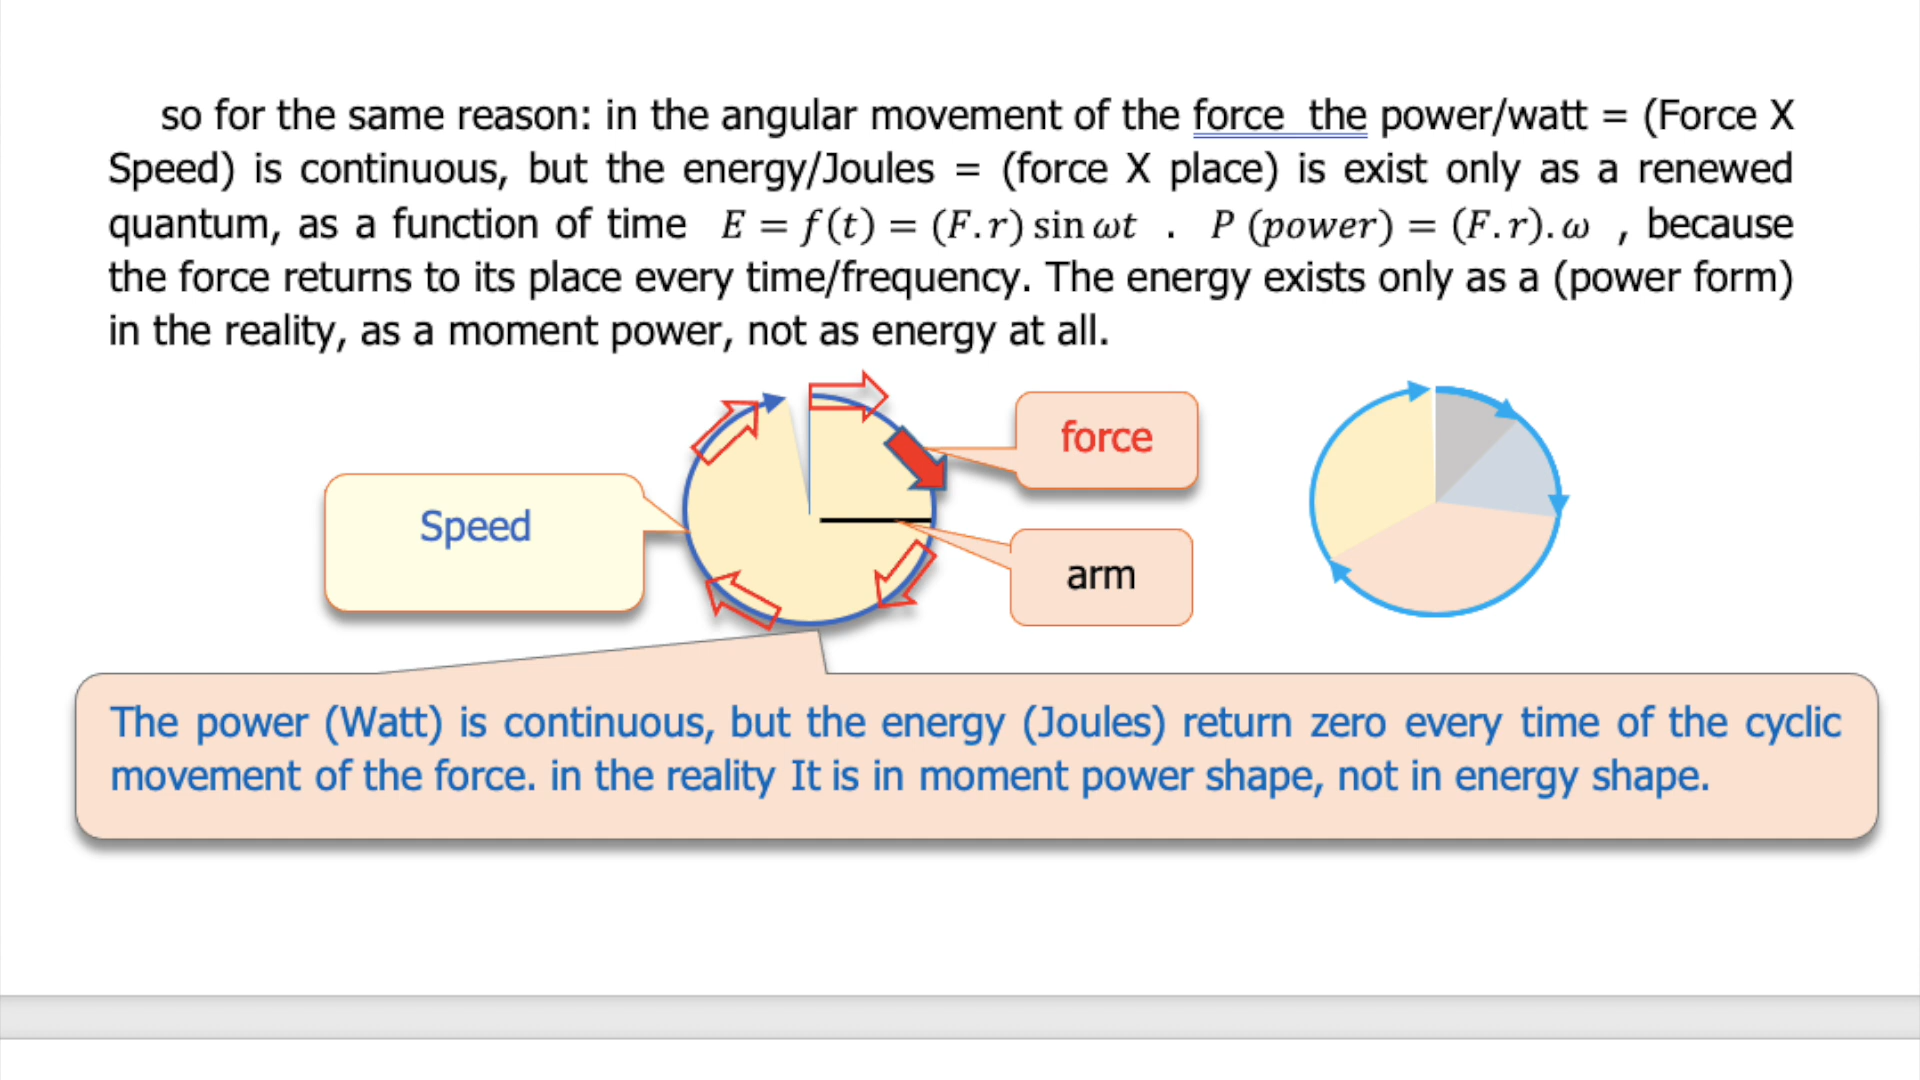 so for the same reason: in the angular movement of the force  the power/watt = (Force X
Speed) is continuous, but the energy/Joules = (force X place) is exist only as a renewed
quantum, as a function of time E = f(t) = (F.r) sin ωt . P (power) = (F.r). ω , because
the force returns to its place every time/frequency. The energy exists only as a (power form)
in the reality, as a moment power, not as energy at all.
force
Speed
arm
The power (Watt) is continuous, but the energy (Joules) return zero every time of the cyclic
movement of the force. in the reality It is in moment power shape, not in energy shape.